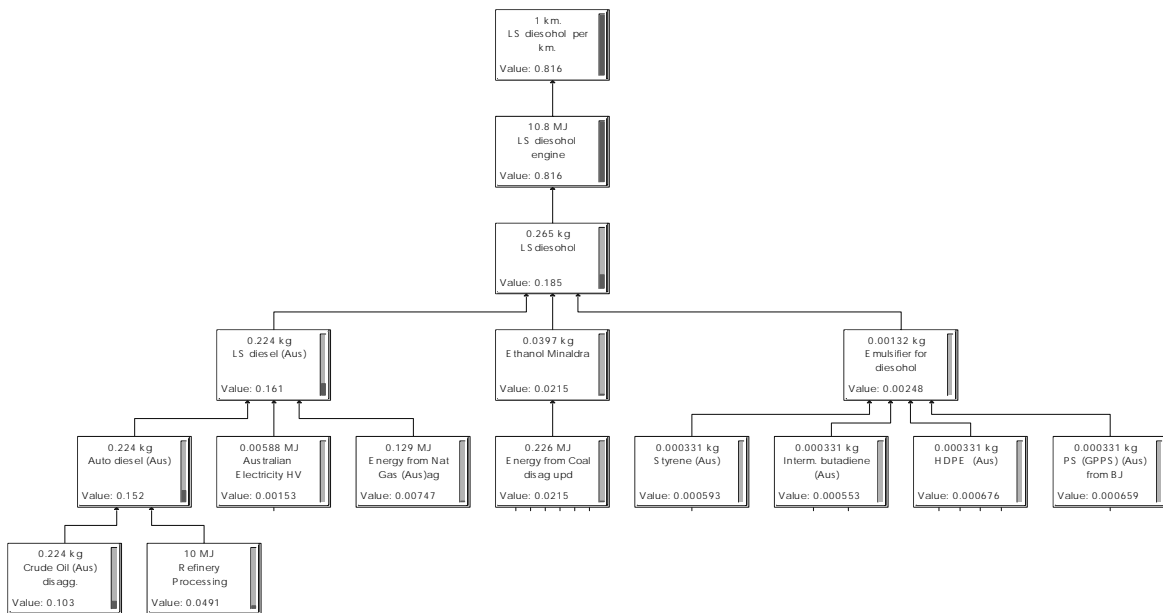 1 km.
LS diesohol per
km.
Value: 0.816
10.8 MJ
LS diesohol
engine
Value: 0.816
0.265 kg
LS diesohol
Value: 0.185
0.224 kg
LS diesel (Aus)
Value: 0.161
0.0397 kg
Ethanol Minaldra
Value: 0.0215
0.00132 kg
Emulsifier for
diesohol
Value: 0.00248
0.224 kg
Auto diesel (Aus)
Value: 0.152
0.00588 MJ
Australian
Electricity HV
Value: 0.00153
0.129 MJ
Energy from Nat
Gas (Aus)ag
Value: 0.00747
0.226 MJ
Energy from Coal
disag upd
Value: 0.0215
0.000331 kg
Styrene (Aus)
Value: 0.000593
0.000331 kg
Interm. butadiene
(Aus)
Value: 0.000553
0.000331 kg
HDPE (Aus)
Value: 0.000676
0.000331 kg
PS (GPPS) (Aus)
from BJ
Value: 0.000659
0.224 kg
Crude Oil (Aus)
disagg.
Value: 0.103
10 MJ
Refinery
Processing
Value: 0.0491